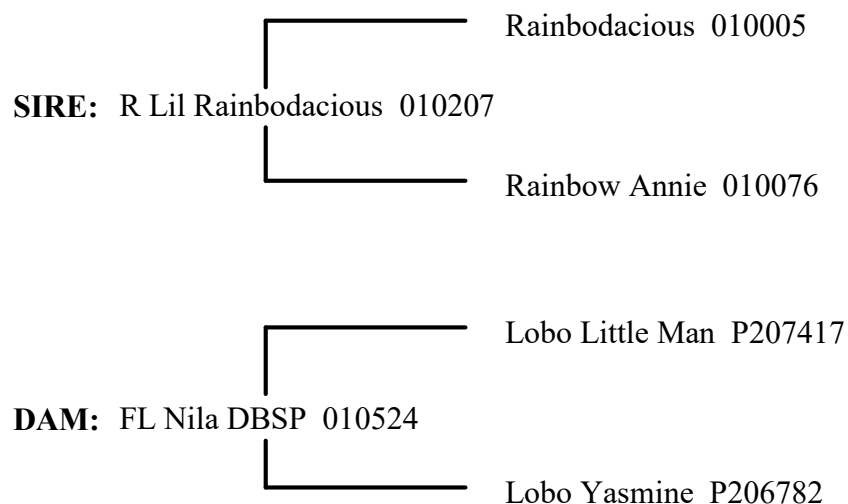 Rainbodacious 010005
SIRE: R Lil Rainbodacious 010207
Rainbow Annie 010076
Lobo Little Man P207417
DAM: FL Nila DBSP 010524
Lobo Yasmine P206782